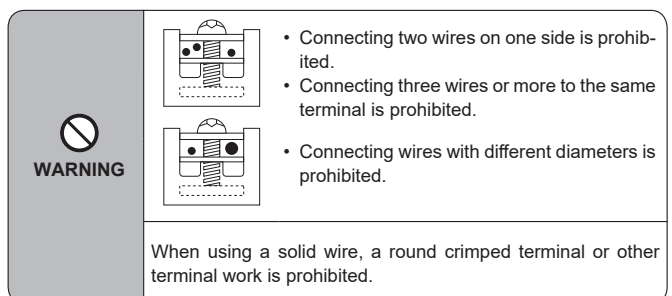 WARNING
• Connecting two wires on one side is prohib-
ited.
• Connecting three wires or more to the same
terminal is prohibited.
• Connecting wires with different diameters is
prohibited.
When using a solid wire, a round crimped terminal or other
terminal work is prohibited.